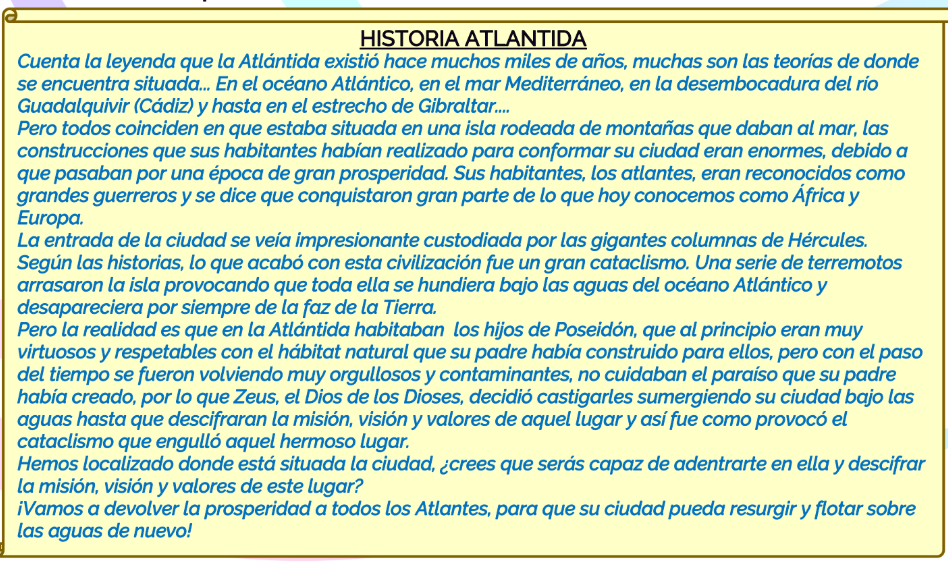 HISTORIA ATLANTIDA
Cuenta la leyenda que la Atlántida existió hace muchos miles de años, muchas son las teorías de donde
se encuentra situada... En el océano Atlántico, en el mar Mediterráneo, en la desembocadura del río
Guadalquivir (Cádiz) y hasta en el estrecho de Gibraltar....
Pero todos coinciden en que estaba situada en una isla rodeada de montañas que daban al mar, las
construcciones que sus habitantes habían realizado para conformar su ciudad eran enormes, debido a
que pasaban por una época de gran prosperidad. Sus habitantes, los atlantes, eran reconocidos como
grandes guerreros y se dice que conquistaron gran parte de lo que hoy conocemos como África y
Europa.
La entrada de la ciudad se veía impresionante custodiada por las gigantes columnas de Hércules.
Según las historias, lo que acabó con esta civilización fue un gran cataclismo. Una serie de terremotos
arrasaron la isla provocando que toda ella se hundiera bajo las aguas del océano Atlántico y
desapareciera por siempre de la faz de la Tierra.
Pero la realidad es que en la Atlántida habitaban  los hijos de Poseidón, que al principio eran muy
virtuosos y respetables con el hábitat natural que su padre había construido para ellos, pero con el paso
del tiempo se fueron volviendo muy orgullosos y contaminantes, no cuidaban el paraíso que su padre
había creado, por lo que Zeus, el Dios de los Dioses, decidió castigarles sumergiendo su ciudad bajo las
aguas hasta que descifraran la misión, visión y valores de aquel lugar y así fue como provocó el
cataclismo que engulló aquel hermoso lugar.
Hemos localizado donde está situada la ciudad, ¿crees que serás capaz de adentrarte en ella y descifrar
la misión, visión y valores de este lugar?
¡Vamos a devolver la prosperidad a todos los Atlantes, para que su ciudad pueda resurgir y flotar sobre
las aguas de nuevo!